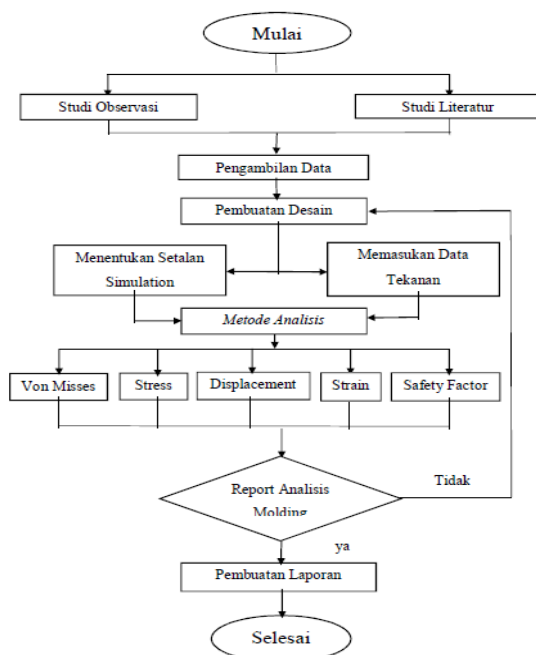 Mulai
Studi Observasi
Studi Literatur
Pengambilan Data
Pembuatan Desain
Menentukan Setalan
Simulation
Memasukan Data
Tekanan
Metode Analisis
Von Misses
Stress
Displacement
Strain
Safety Factor
Report Analisis
Molding
Tidak
ya
Pembuatan Laporan
Selesai